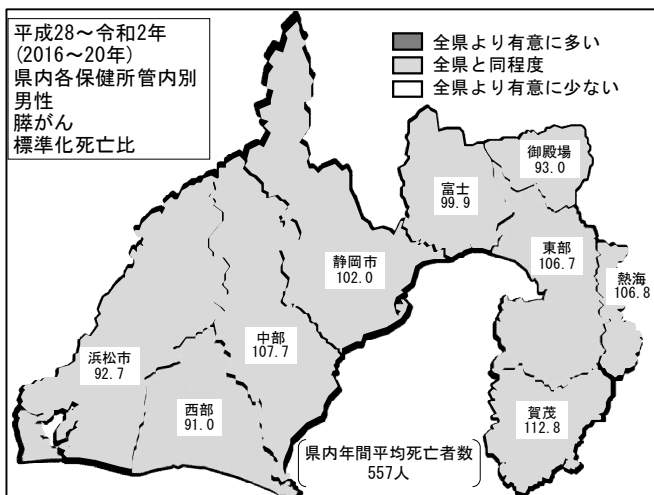 平成28～令和2年
(2016～20年)
県内各保健所管内別
男性
膵がん
標準化死亡比
全県より有意に多い
全県と同程度
全県より有意に少ない
御殿場
93.0
富士
99.9
東部
106.7
熱海
106.8
静岡市
102.0
中部
107.7
浜松市
92.7
西部
91.0
賀茂
112.8
県内年間平均死亡者数
557人